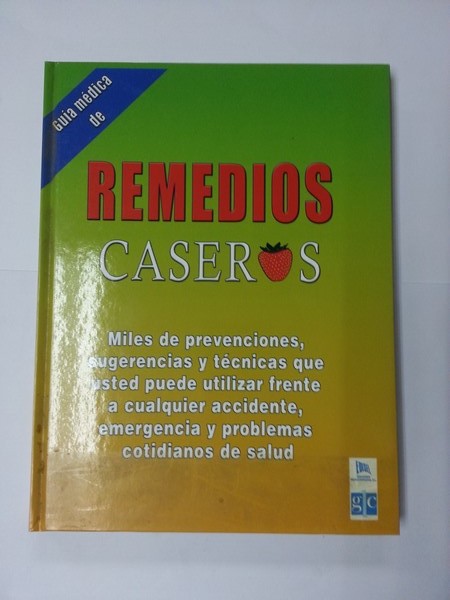 Guía médica
de
REMEDIOS
CASEROS
Miles de prevenciones,
sugerencias y técnicas que
usted puede utilizar frente
a cualquier accidente,
emergencia y problemas
cotidianos de salud
g c